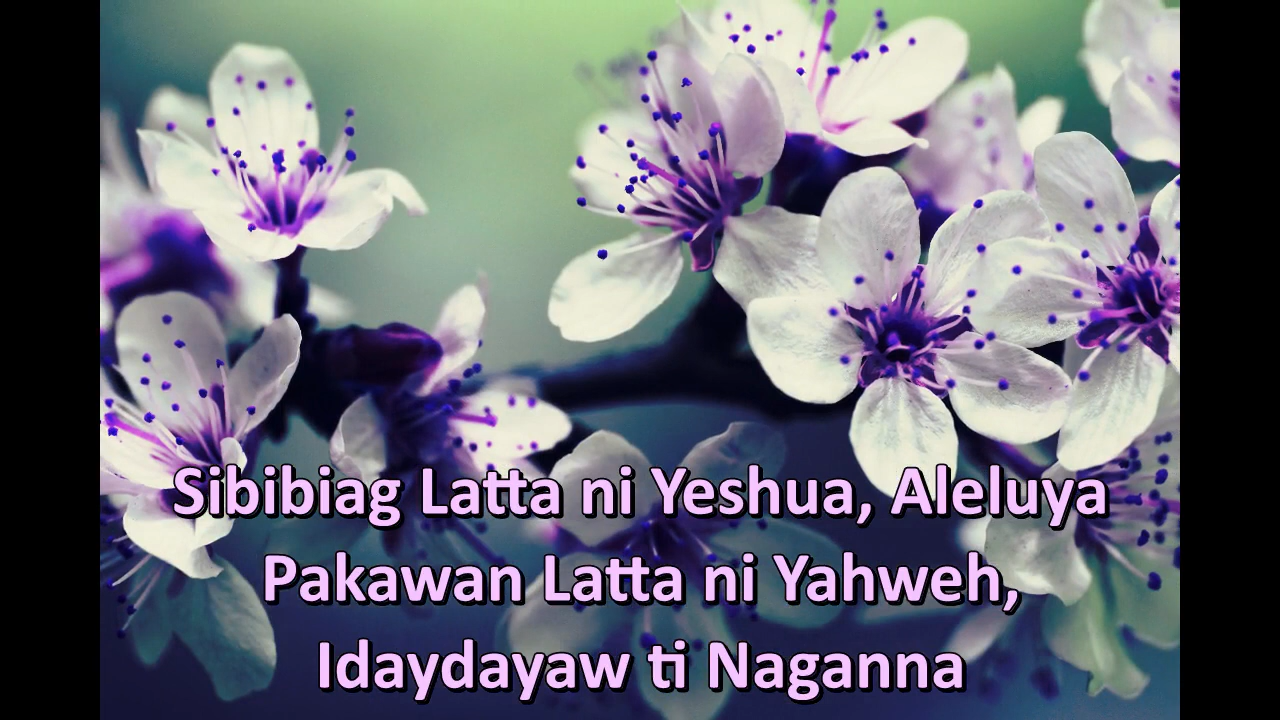 Sibibiag Latta ni Yeshua, Aleluya
Pakawan Latta ni Yahweh,
Idaydayaw ti Naganna